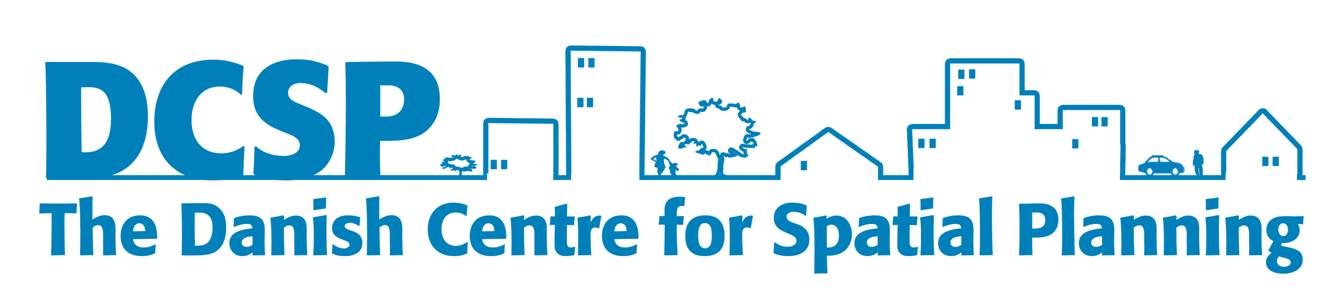 DCSP
The Danish Centre for Spatial Planning